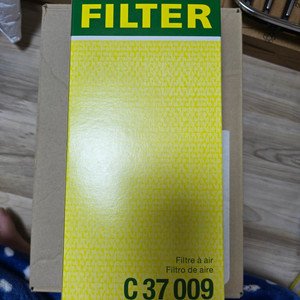 FILTER
Filtre à air
Filtro de aire
C 37 009